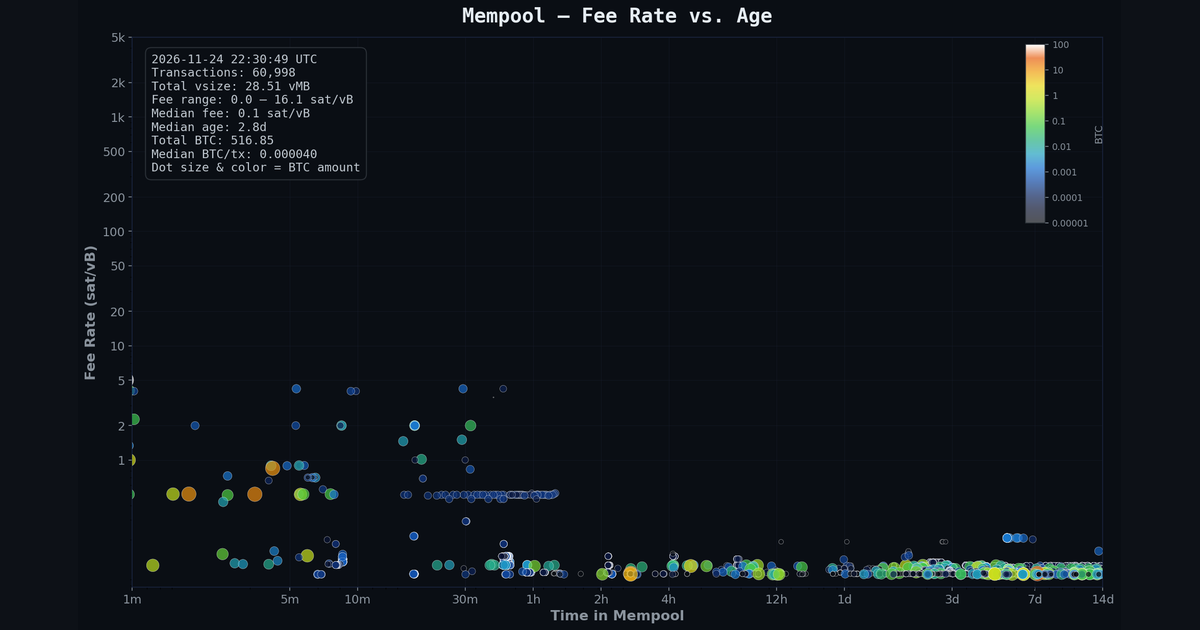 Mempool — Fee Rate vs. Age
2026-11-24 22:30:49 UTC
Transactions: 60,998
Total vsize: 28.51 vMB
Fee range: 0.0 — 16.1 sat/vB
Median fee: 0.1 sat/vB
Median age: 2.8d
Total BTC: 516.85
Median BTC/tx: 0.000040
Dot size & color = BTC amount
100
10
1
0.1
0.01
0.001
0.0001
0.00001
BTC
5k
2k
1k
500
200
100
50
20
10
5
2
1
Fee Rate (sat/vB)
1m 5m 10m 30m 1h 2h 4h 12h 1d 3d 7d 14d
Time in Mempool